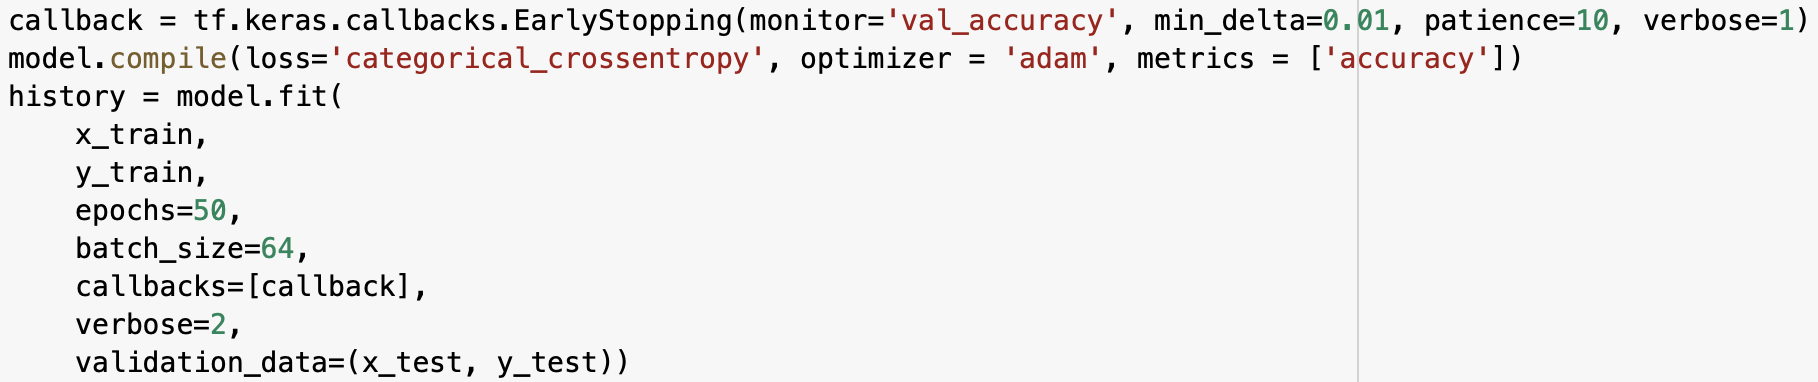 callback = tf.keras.callbacks.EarlyStopping(monitor='val_accuracy', min_delta=0.01, patience=10, verbose=1)
model.compile(loss='categorical_crossentropy', optimizer = 'adam', metrics = ['accuracy'])
history = model.fit(
    x_train,
    y_train,
    epochs=50,
    batch_size=64,
    callbacks=[callback],
    verbose=2,
    validation_data=(x_test, y_test))